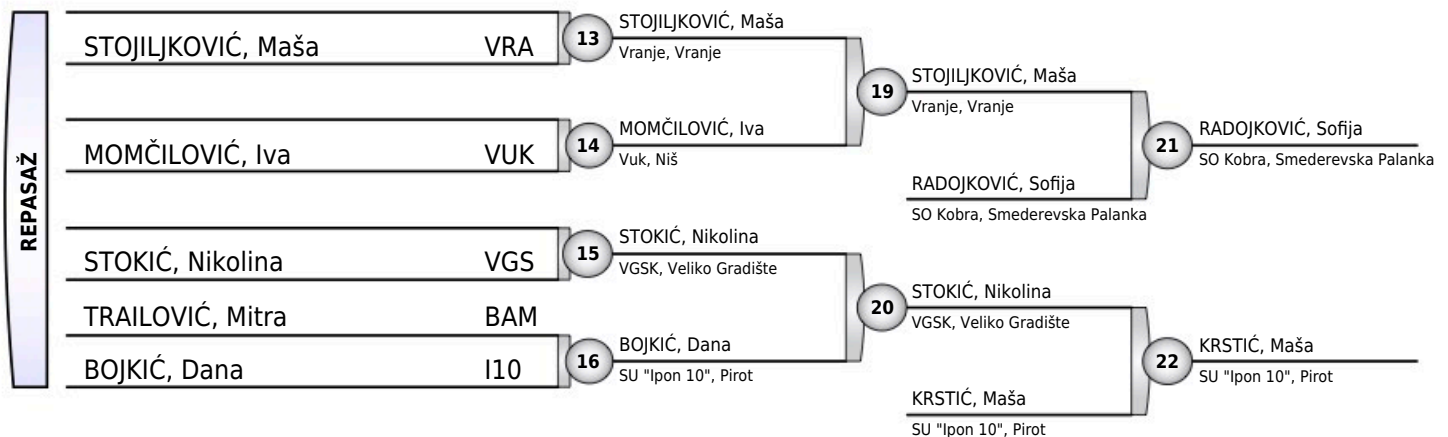 REPASAŽ
STOJILJKOVIĆ, Maša VRA
MOMČILOVIĆ, Iva VUK
STOKIĆ, Nikolina VGS
TRAILOVIĆ, Mitra BAM
BOJKIĆ, Dana I10
13
STOJILJKOVIĆ, Maša
Vranje, Vranje
14
MOMČILOVIĆ, Iva
Vuk, Niš
15
STOKIĆ, Nikolina
VGSK, Veliko Gradište
16
BOJKIĆ, Dana
SU "Ipon 10", Pirot
19
STOJILJKOVIĆ, Maša
Vranje, Vranje
RADOJKOVIĆ, Sofija
SO Kobra, Smederevska Palanka
20
STOKIĆ, Nikolina
VGSK, Veliko Gradište
KRSTIĆ, Maša
SU "Ipon 10", Pirot
21
RADOJKOVIĆ, Sofija
SO Kobra, Smederevska Palanka
22
KRSTIĆ, Maša
SU "Ipon 10", Pirot